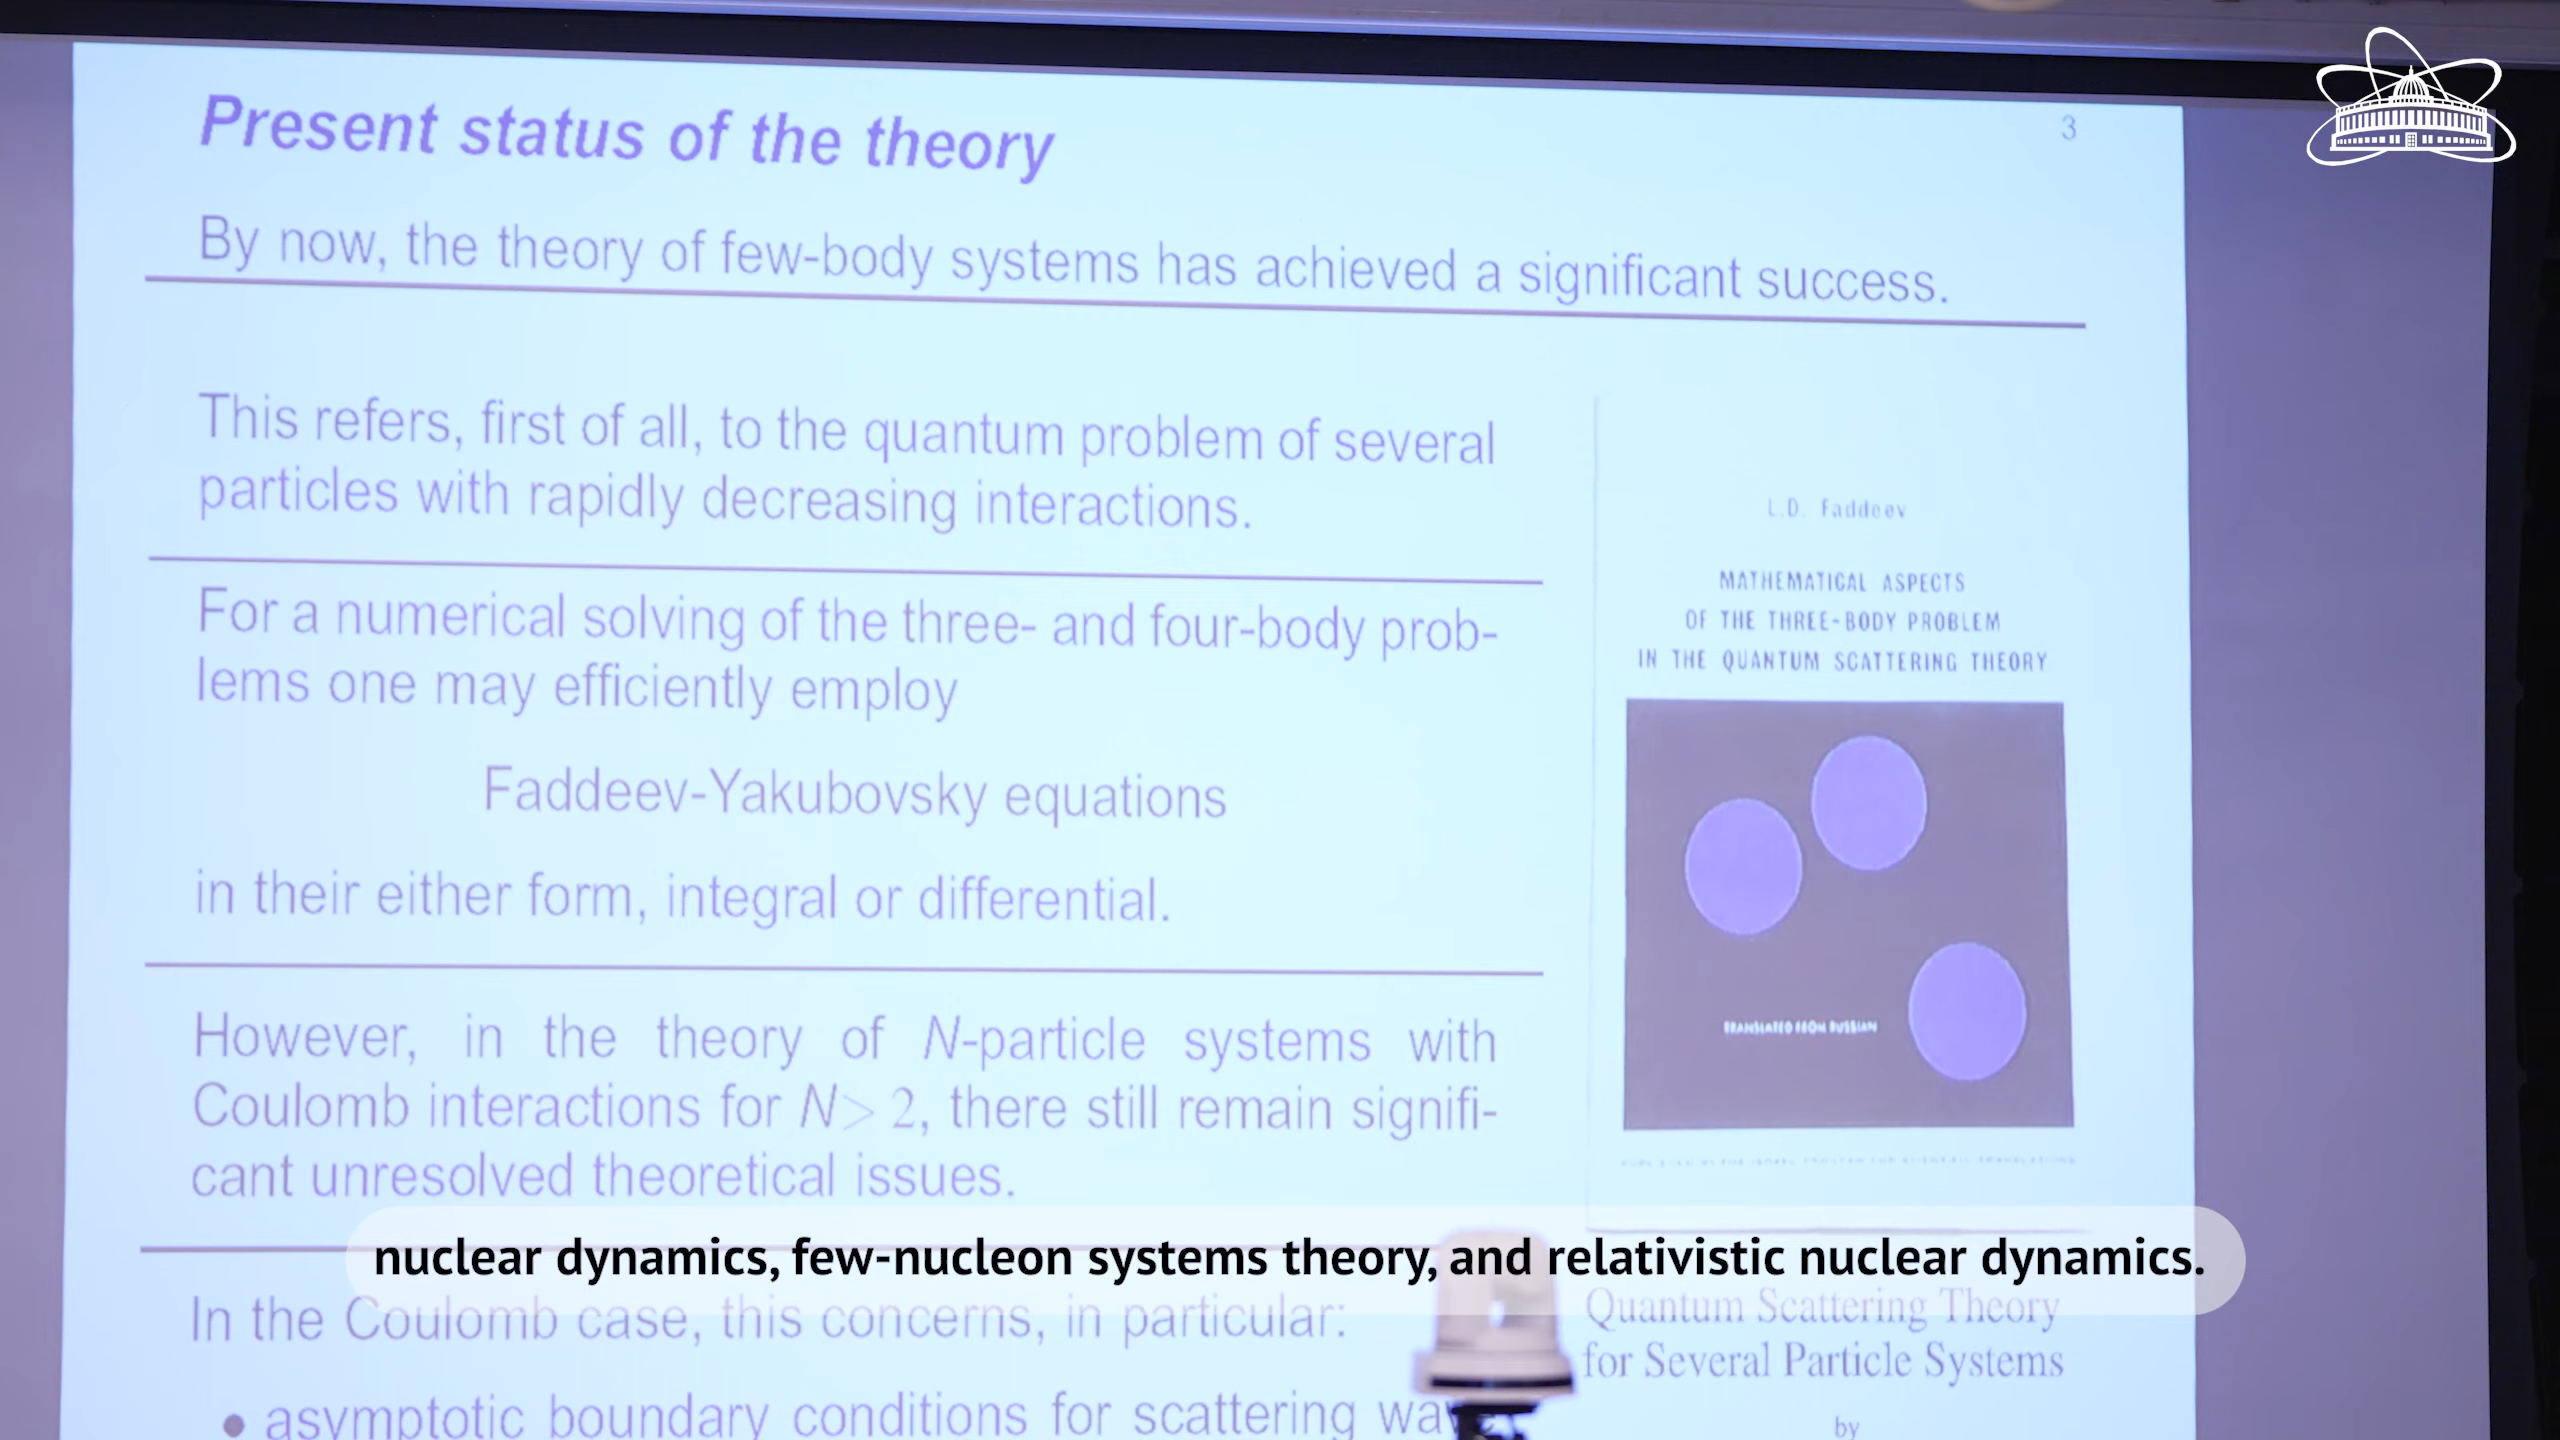 Present status of the theory
3
By now, the theory of few-body systems has achieved a significant success.
This refers, first of all, to the quantum problem of several
particles with rapidly decreasing interactions.
For a numerical solving of the three- and four-body prob-
lems one may efficiently employ
Faddeev-Yakubovsky equations
in their either form, integral or differential.
However, in the theory of N-particle systems with
Coulomb interactions for N> 2, there still remain signifi-
cant unresolved theoretical issues.
In the Coulomb case, this concerns, in particular:
• asymptotic boundary conditions for scattering wave
L.D. Faddeev
MATHEMATICAL ASPECTS
OF THE THREE-BODY PROBLEM
IN THE QUANTUM SCATTERING THEORY
TRANSLATED FROM RUSSIAN
Quantum Scattering Theory
for Several Particle Systems
by
nuclear dynamics, few-nucleon systems theory, and relativistic nuclear dynamics.